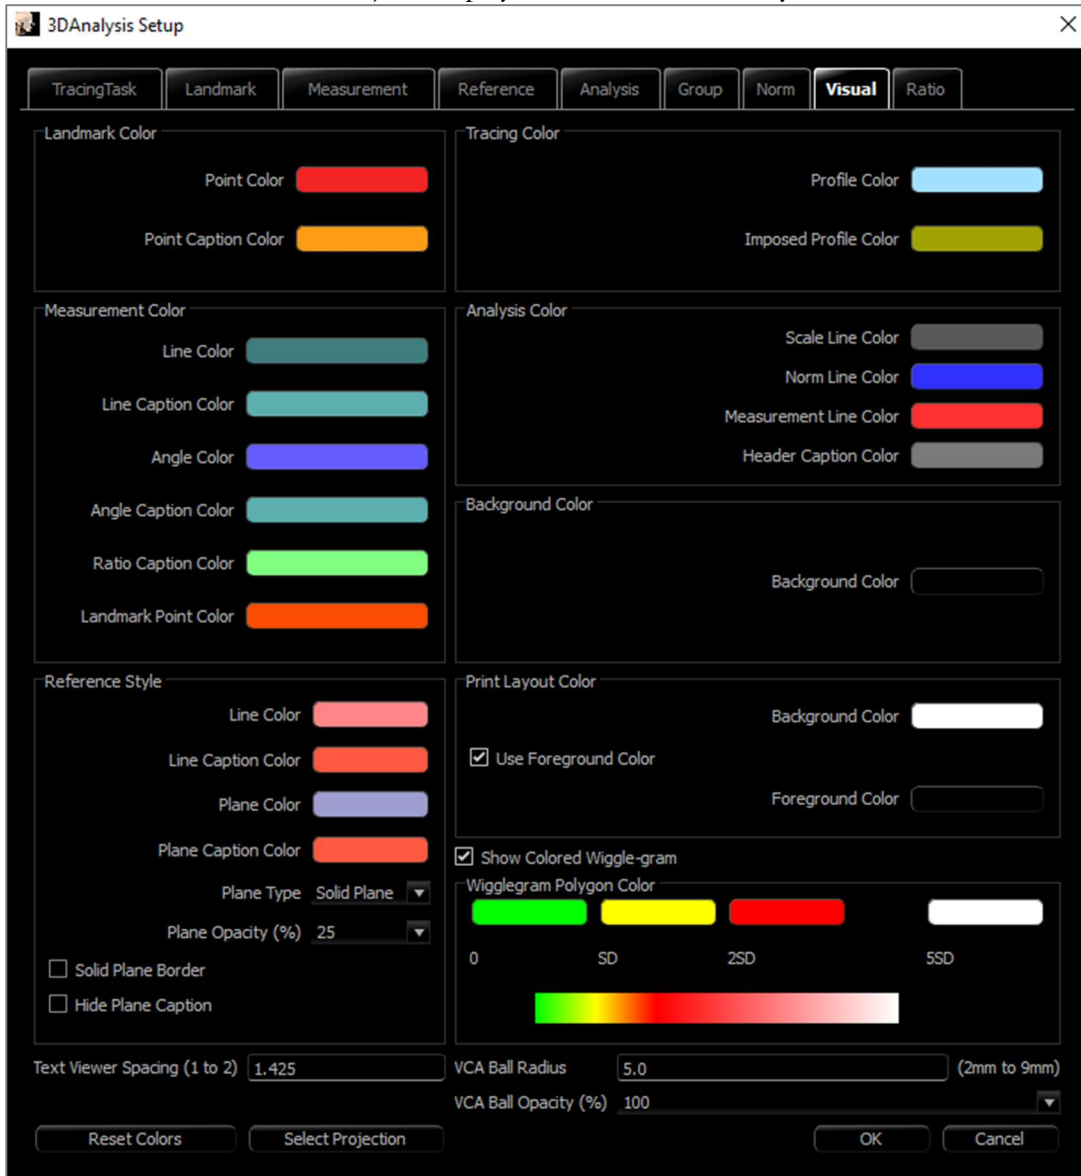 3DAnalysis Setup
TracingTask Landmark Measurement Reference Analysis Group Norm Visual Ratio
Landmark Color
Point Color
Point Caption Color
Tracing Color
Profile Color
Imposed Profile Color
Measurement Color
Line Color
Line Caption Color
Angle Color
Angle Caption Color
Ratio Caption Color
Landmark Point Color
Analysis Color
Scale Line Color
Norm Line Color
Measurement Line Color
Header Caption Color
Background Color
Background Color
Reference Style
Line Color
Line Caption Color
Plane Color
Plane Caption Color
Plane Type Solid Plane
Plane Opacity (%) 25
Solid Plane Border
Hide Plane Caption
Print Layout Color
Background Color
Use Foreground Color
Foreground Color
Show Colored Wiggle-gram
Wigglegram Polygon Color
0 SD 2SD 5SD
Text Viewer Spacing (1 to 2) 1.425
VCA Ball Radius 5.0 (2mm to 9mm)
VCA Ball Opacity (%) 100
Reset Colors Select Projection OK Cancel